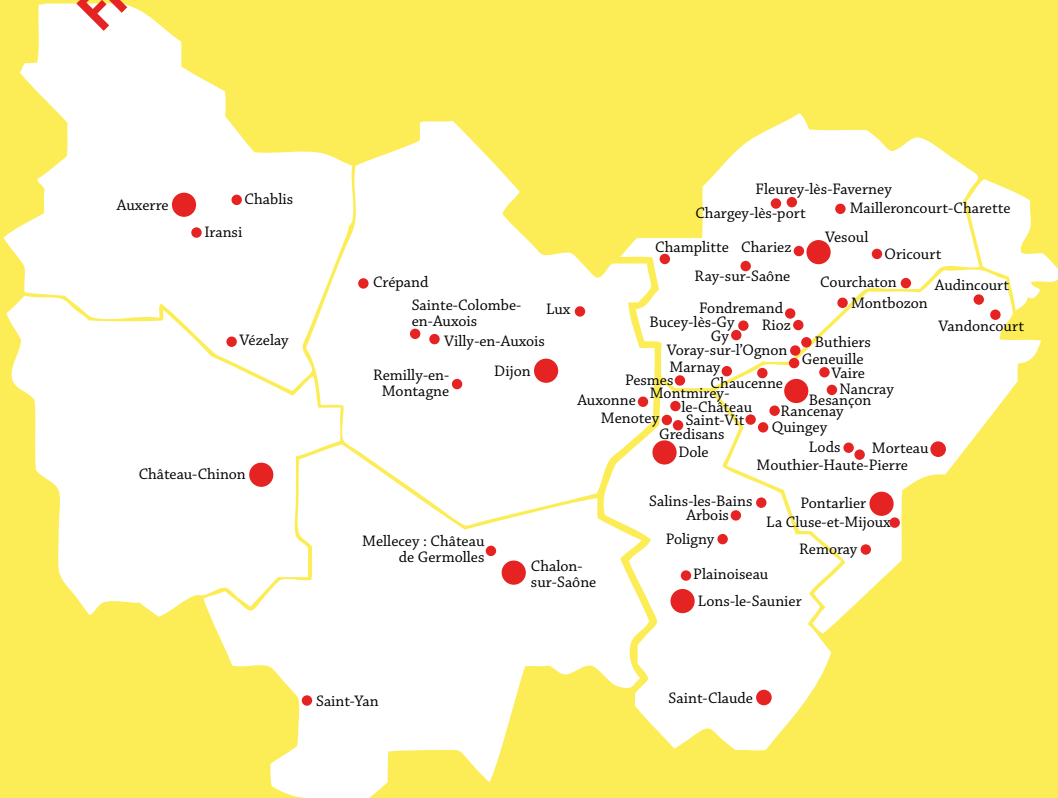 Fleurey-lès-Faverney
Chargey-lès-port
Mailleroncourt-Charette
Auxerre
Chablis
Iransi
Champlitte
Chariez
Vesoul
Oricourt
Ray-sur-Saône
Crépand
Courchaton
Audincourt
Sainte-Colombe-
en-Auxois
Lux
Fondremand
Montbozon
Bucey-lès-Gy
Rioz
Vandoncourt
Gy
Vézelay
Villy-en-Auxois
Voray-sur-l'Ognon
Buthiers
Geneuille
Remilly-en-
Montagne
Dijon
Marnay
Vaire
Pesmes
Chaucenne
Nancray
Auxonne
Montmirey-
le-Château
Besançon
Rancenay
Menotey
Saint-Vit
Quingey
Gredisans
Dole
Lods
Morteau
Mouthier-Haute-Pierre
Château-Chinon
Salins-les-Bains
Pontarlier
Arbois
La Cluse-et-Mijoux
Mellecey : Château
de Germolles
Poligny
Remoray
Chalon-
sur-Saône
Plainoiseau
Lons-le-Saunier
Saint-Yan
Saint-Claude